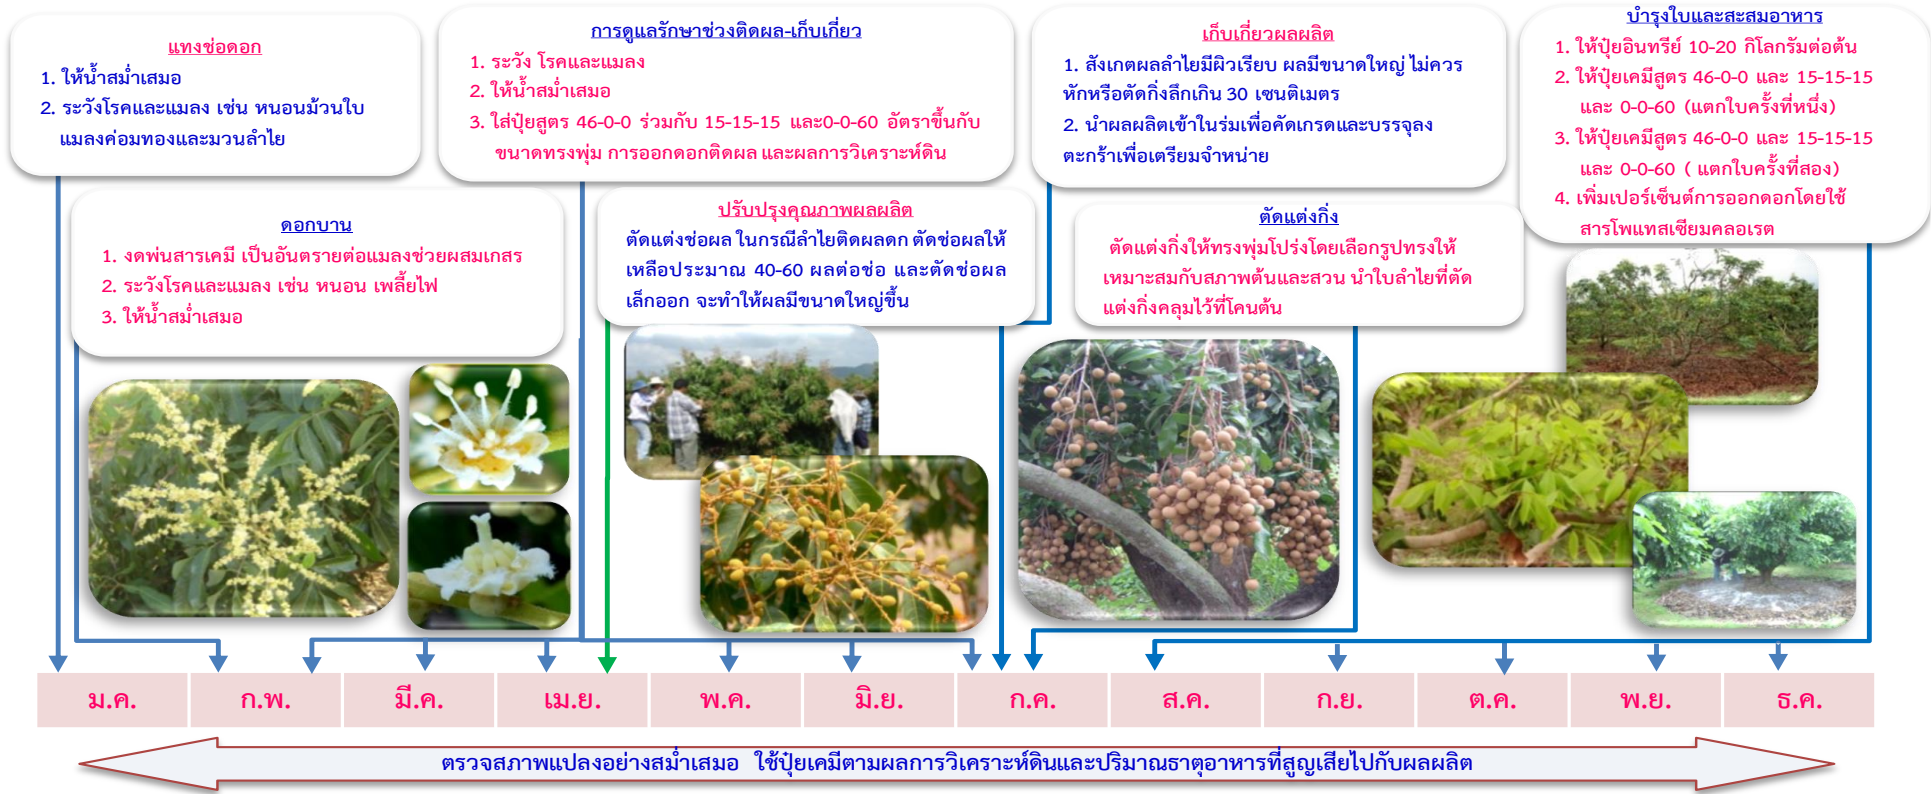 แทงช่อดอก
1. ให้น้ำสม่ำเสมอ
2. ระวังโรคและแมลง เช่น หนอนม้วนใบ
แมลงค่อมทองและมวนลำไย
การดูแลรักษาช่วงติดผล-เก็บเกี่ยว
1. ระวัง โรคและแมลง
2. ให้น้ำสม่ำเสมอ
3. ใส่ปุ๋ยสูตร 46-0-0 ร่วมกับ 15-15-15 และ0-0-60 อัตราขึ้นกับ
ขนาดทรงพุ่ม การออกดอกติดผล และผลการวิเคราะห์ดิน
เก็บเกี่ยวผลผลิต
1. สังเกตผลลำไยมีผิวเรียบ ผลมีขนาดใหญ่ ไม่ควร
หักหรือตัดกิ่งลึกเกิน 30 เซนติเมตร
2. นำผลผลิตเข้าในร่มเพื่อคัดเกรดและบรรจุลง
ตะกร้าเพื่อเตรียมจำหน่าย
บำรุงใบและสะสมอาหาร
1. ให้ปุ๋ยอินทรีย์ 10-20 กิโลกรัมต่อต้น
2. ให้ปุ๋ยเคมีสูตร 46-0-0 และ 15-15-15
และ 0-0-60 (แตกใบครั้งที่หนึ่ง)
3. ให้ปุ๋ยเคมีสูตร 46-0-0 และ 15-15-15
และ 0-0-60 ( แตกใบครั้งที่สอง)
4. เพิ่มเปอร์เซ็นต์การออกดอกโดยใช้
สารโพแทสเซียมคลอเรต
ดอกบาน
1. งดพ่นสารเคมี เป็นอันตรายต่อแมลงช่วยผสมเกสร
2. ระวังโรคและแมลง เช่น หนอน เพลี้ยไฟ
3. ให้น้ำสม่ำเสมอ
ปรับปรุงคุณภาพผลผลิต
ตัดแต่งช่อผล ในกรณีลำไยติดผลดก ตัดช่อผลให้
เหลือประมาณ 40-60 ผลต่อช่อ และตัดช่อผล
เล็กออก จะทำให้ผลมีขนาดใหญ่ขึ้น
ตัดแต่งกิ่ง
ตัดแต่งกิ่งให้ทรงพุ่มโปร่งโดยเลือกรูปทรงให้
เหมาะสมกับสภาพต้นและสวน นำใบลำไยที่ตัด
แต่งกิ่งคลุมไว้ที่โคนต้น
ม.ค. ก.พ. มี.ค. เม.ย. พ.ค. มิ.ย. ก.ค. ส.ค. ก.ย. ต.ค. พ.ย. ธ.ค.
ตรวจสภาพแปลงอย่างสม่ำเสมอ ใช้ปุ๋ยเคมีตามผลการวิเคราะห์ดินและปริมาณธาตุอาหารที่สูญเสียไปกับผลผลิต